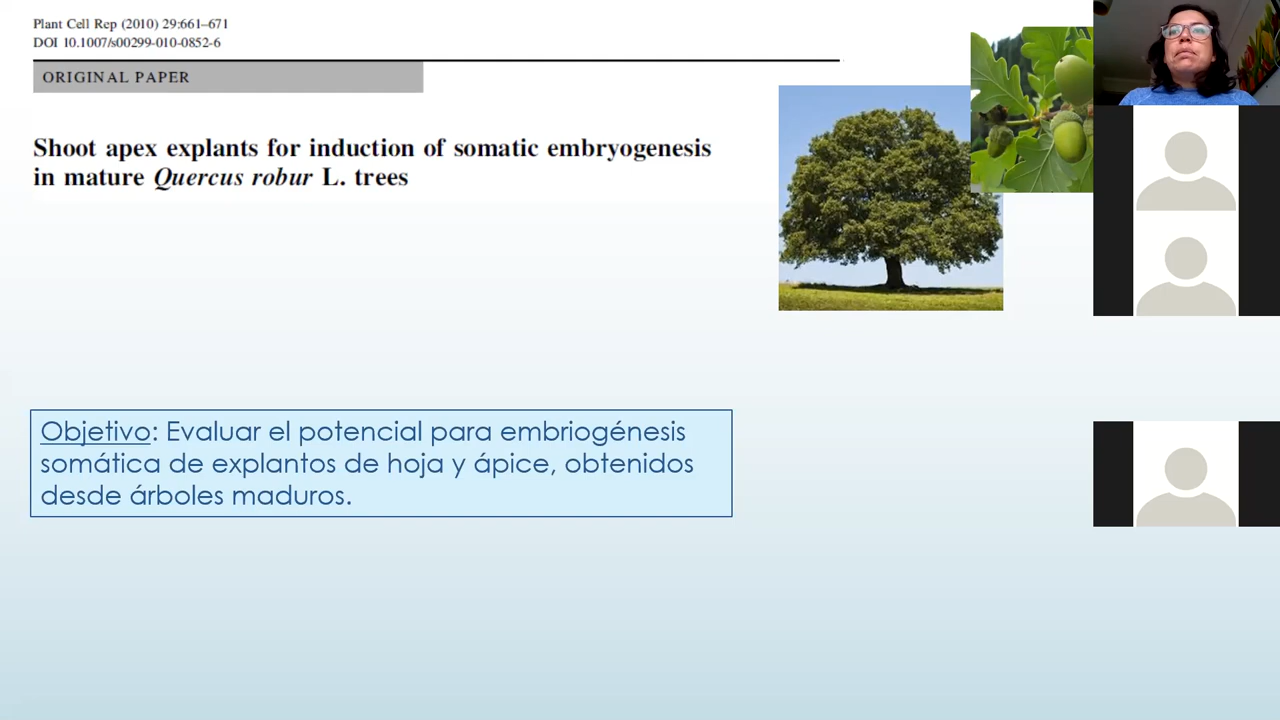 Plant Cell Rep (2010) 29:661–671
DOI 10.1007/s00299-010-0852-6
ORIGINAL PAPER
Shoot apex explants for induction of somatic embryogenesis
in mature Quercus robur L. trees
Objetivo: Evaluar el potencial para embriogénesis
somática de explantos de hoja y ápice, obtenidos
desde árboles maduros.